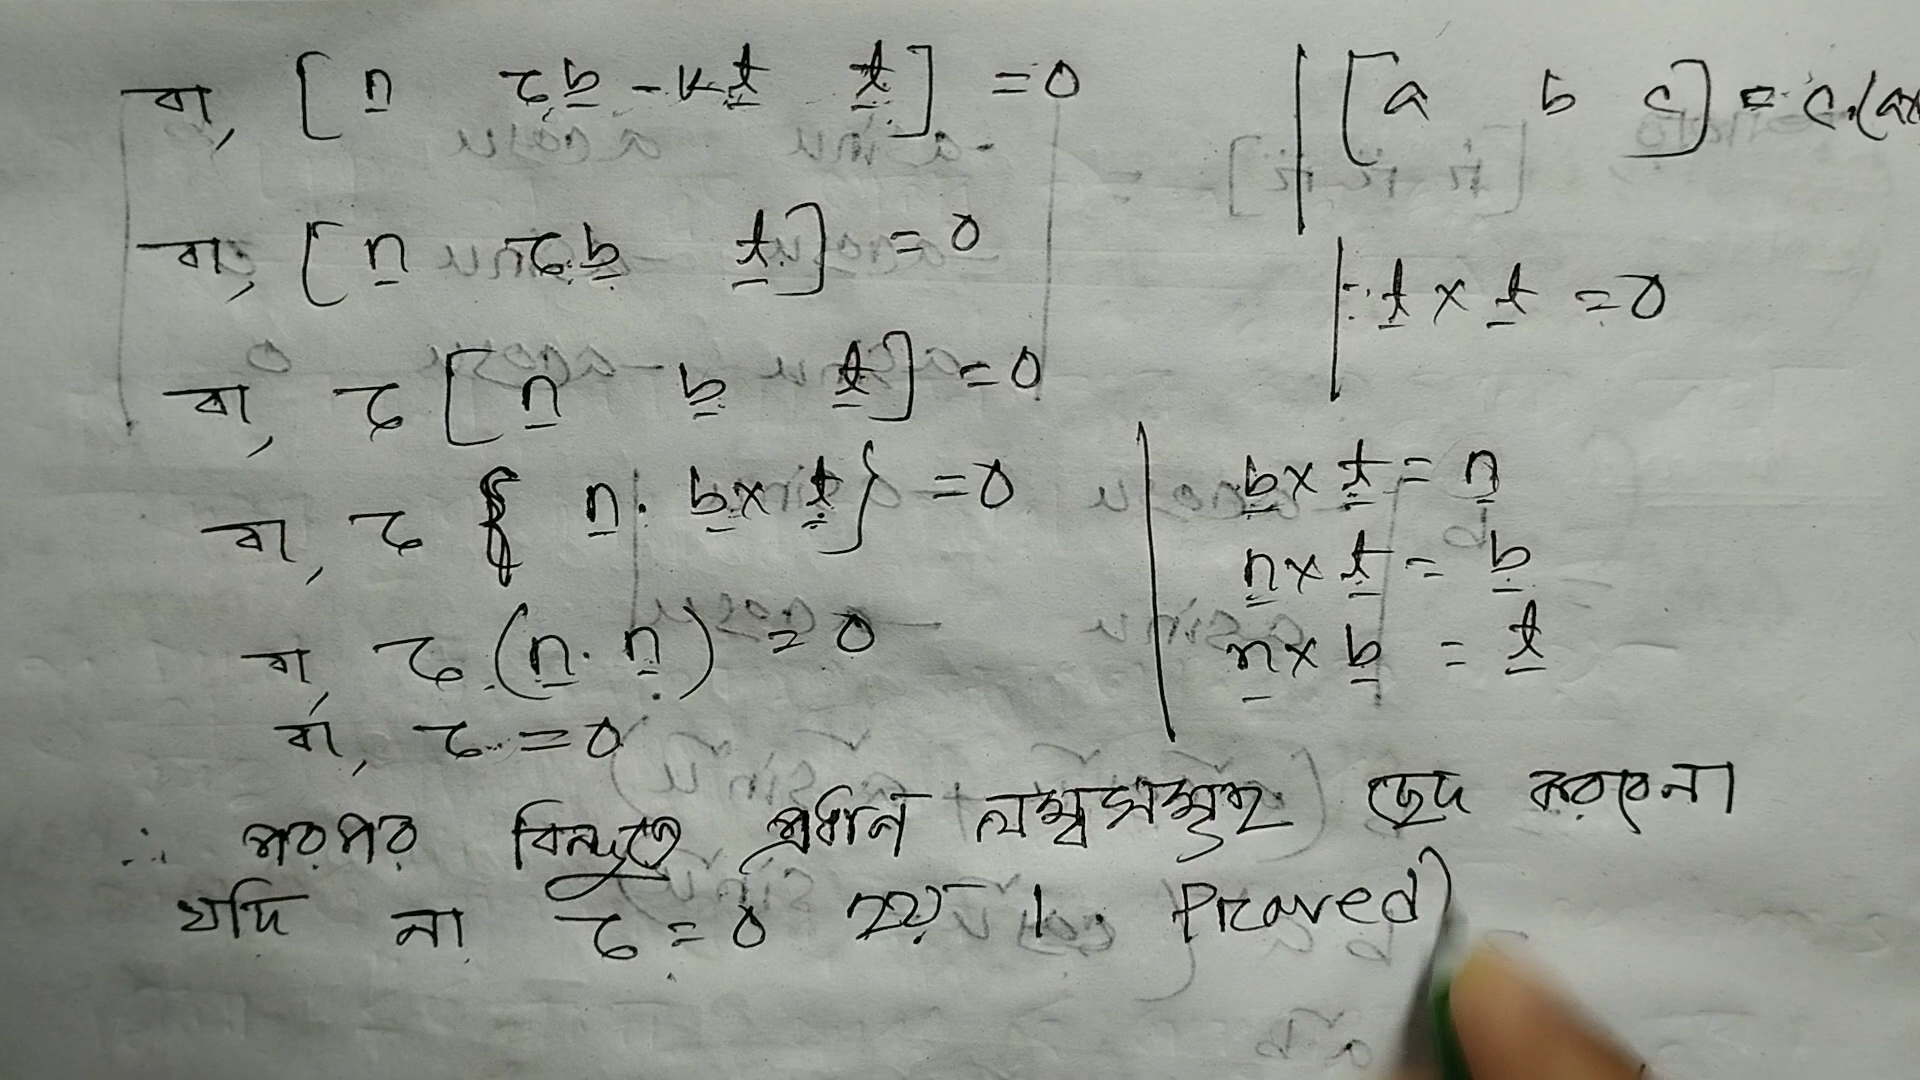 বা, [n τb - κt t] = 0
[a b c] = c.(a×
বা, [n τb t] = 0
∵ t × t = 0
বা, τ[n b t] = 0
বা, τ{n. b×t} = 0
b × t = n
n × t = b
n × b = t
বা, τ(n. n) = 0
বা, τ = 0
∴ পরপর বিন্দুতে প্রধান লম্বসমূহ ছেদ করবেনা
যদি না τ = 0 হয় । Proved)